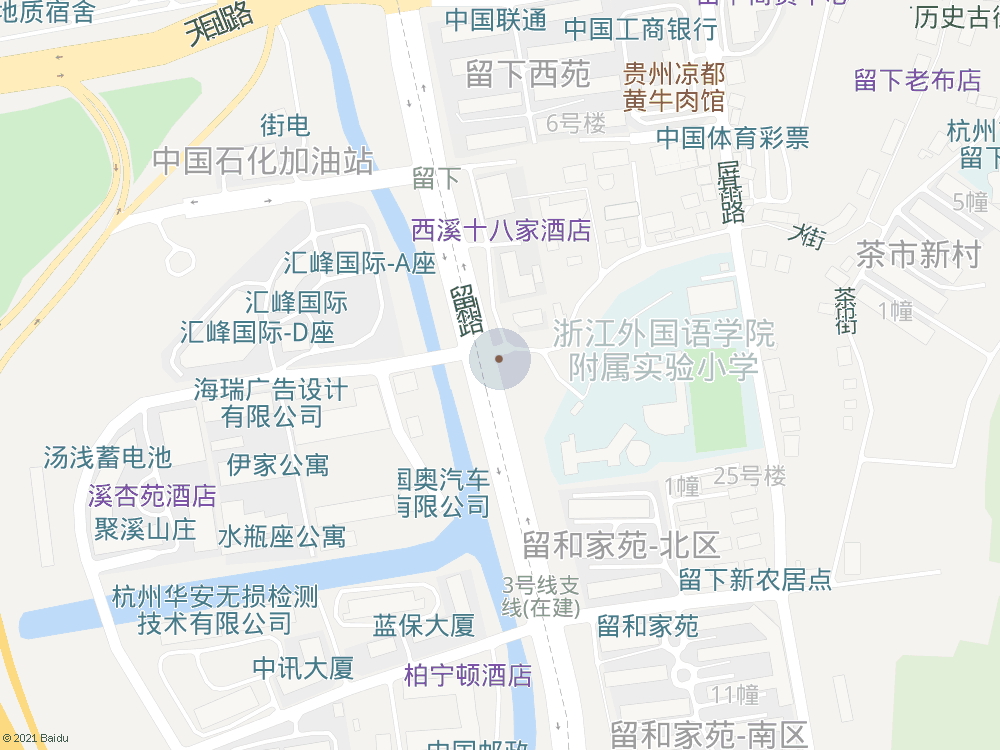 地质宿舍
天目山路
中国联通
中国工商银行
历史古街
留下西苑
贵州凉都
黄牛肉馆
留下老布店
6号楼
街电
中国体育彩票
杭州
留下
中国石化加油站
留下
屏基路
5幢
西溪十八家酒店
大街
茶市新村
汇峰国际-A座
汇峰国际
留和路
茶市街
1幢
汇峰国际-D座
浙江外国语学院
附属实验小学
海瑞广告设计
有限公司
汤浅蓄电池
伊家公寓
国奥汽车
有限公司
25号楼
1幢
溪杏苑酒店
聚溪山庄
水瓶座公寓
留和家苑-北区
3号线支
线(在建)
留下新农居点
杭州华安无损检测
技术有限公司
蓝保大厦
留和家苑
中讯大厦
柏宁顿酒店
11幢
留和家苑-南区
中国邮政
© 2021 Baidu